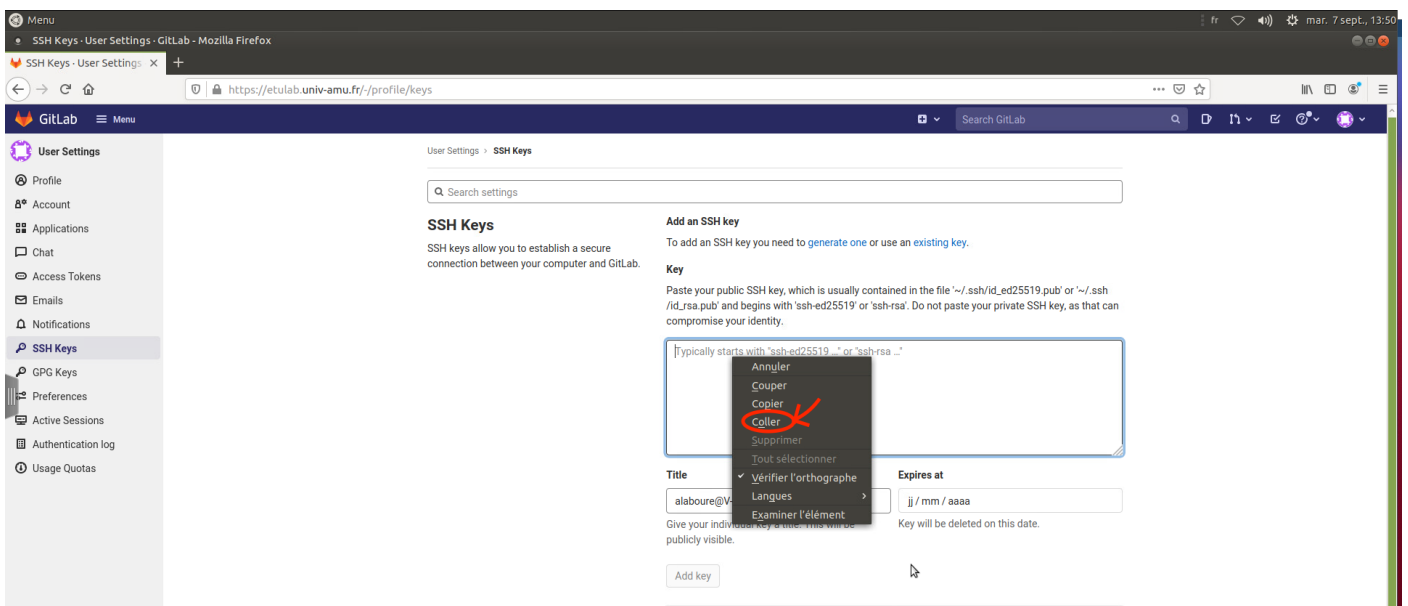 Menu
fr
mar. 7 sept., 13:50
SSH Keys · User Settings · GitLab - Mozilla Firefox
SSH Keys · User Settings
https://etulab.univ-amu.fr/-/profile/keys
GitLab
Menu
Search GitLab
User Settings
Profile
Account
Applications
Chat
Access Tokens
Emails
Notifications
SSH Keys
GPG Keys
Preferences
Active Sessions
Authentication log
Usage Quotas
User Settings > SSH Keys
Search settings
SSH Keys
SSH keys allow you to establish a secure
connection between your computer and GitLab.
Add an SSH key
To add an SSH key you need to generate one or use an existing key.
Key
Paste your public SSH key, which is usually contained in the file '~/.ssh/id_ed25519.pub' or '~/.ssh
/id_rsa.pub' and begins with 'ssh-ed25519' or 'ssh-rsa'. Do not paste your private SSH key, as that can
compromise your identity.
Typically starts with "ssh-ed25519 …" or "ssh-rsa …"
Annuler
Couper
Copier
Coller
Supprimer
Tout sélectionner
Vérifier l'orthographe
Langues
Examiner l'élément
Title
alaboure@V-
Give your individual key a title. This will be
publicly visible.
Expires at
jj / mm / aaaa
Key will be deleted on this date.
Add key